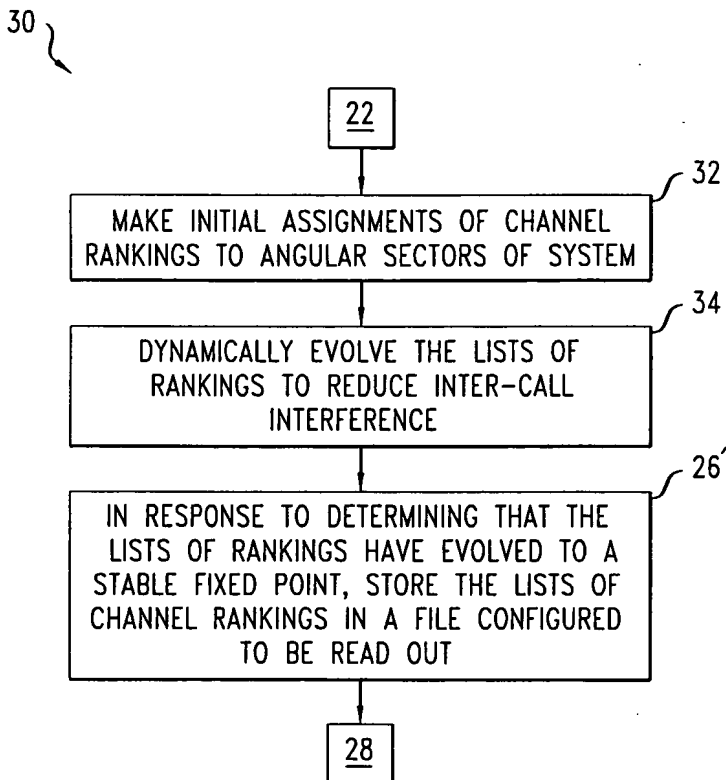 30
22
32
MAKE INITIAL ASSIGNMENTS OF CHANNEL
RANKINGS TO ANGULAR SECTORS OF SYSTEM
34
DYNAMICALLY EVOLVE THE LISTS OF
RANKINGS TO REDUCE INTER-CALL
INTERFERENCE
26'
IN RESPONSE TO DETERMINING THAT THE
LISTS OF RANKINGS HAVE EVOLVED TO A
STABLE FIXED POINT, STORE THE LISTS OF
CHANNEL RANKINGS IN A FILE CONFIGURED
TO BE READ OUT
28